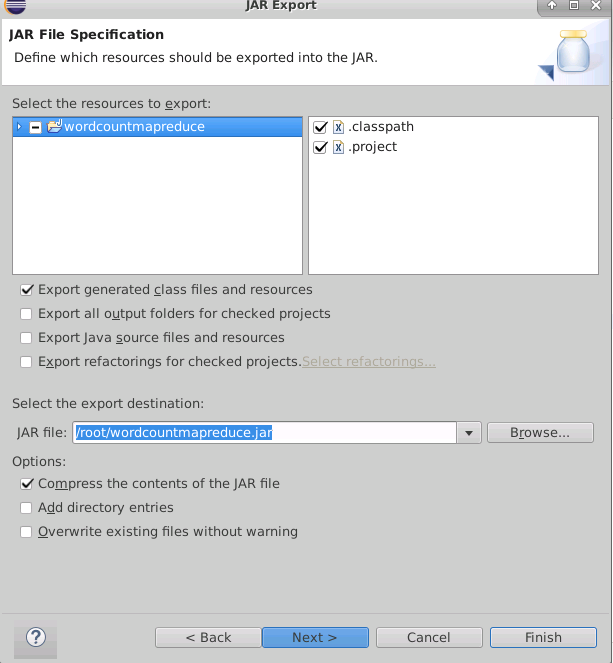 JAR Export
JAR File Specification
Define which resources should be exported into the JAR.
Select the resources to export:
wordcountmapreduce
.classpath
.project
Export generated class files and resources
Export all output folders for checked projects
Export Java source files and resources
Export refactorings for checked projects. Select refactorings...
Select the export destination:
JAR file: /root/wordcountmapreduce.jar Browse...
Options:
Compress the contents of the JAR file
Add directory entries
Overwrite existing files without warning
? < Back Next > Cancel Finish